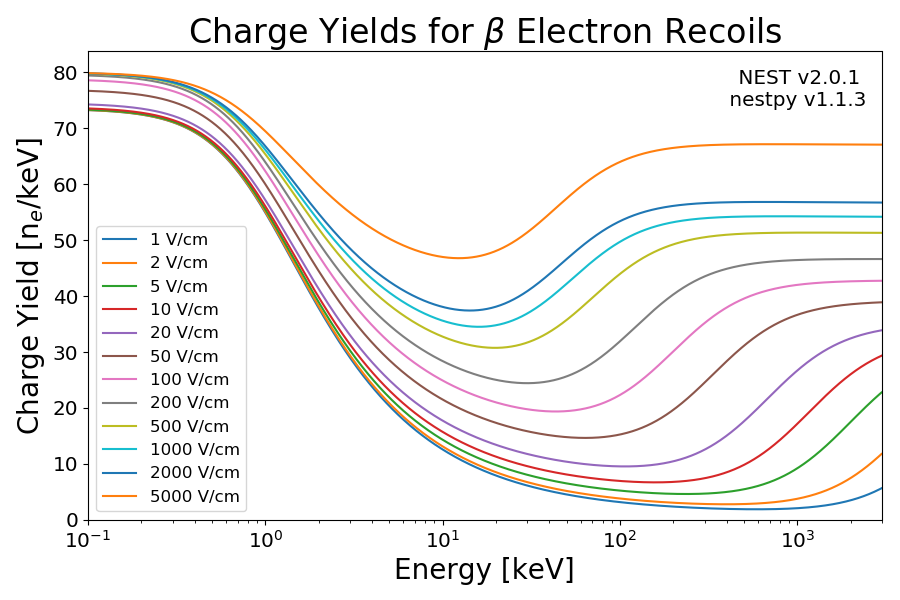 Charge Yields for β Electron Recoils
NEST v2.0.1
nestpy v1.1.3
Charge Yield [nₑ/keV]
80
70
60
50
40
30
20
10
0
1 V/cm
2 V/cm
5 V/cm
10 V/cm
20 V/cm
50 V/cm
100 V/cm
200 V/cm
500 V/cm
1000 V/cm
2000 V/cm
5000 V/cm
10⁻¹ 10⁰ 10¹ 10² 10³
Energy [keV]